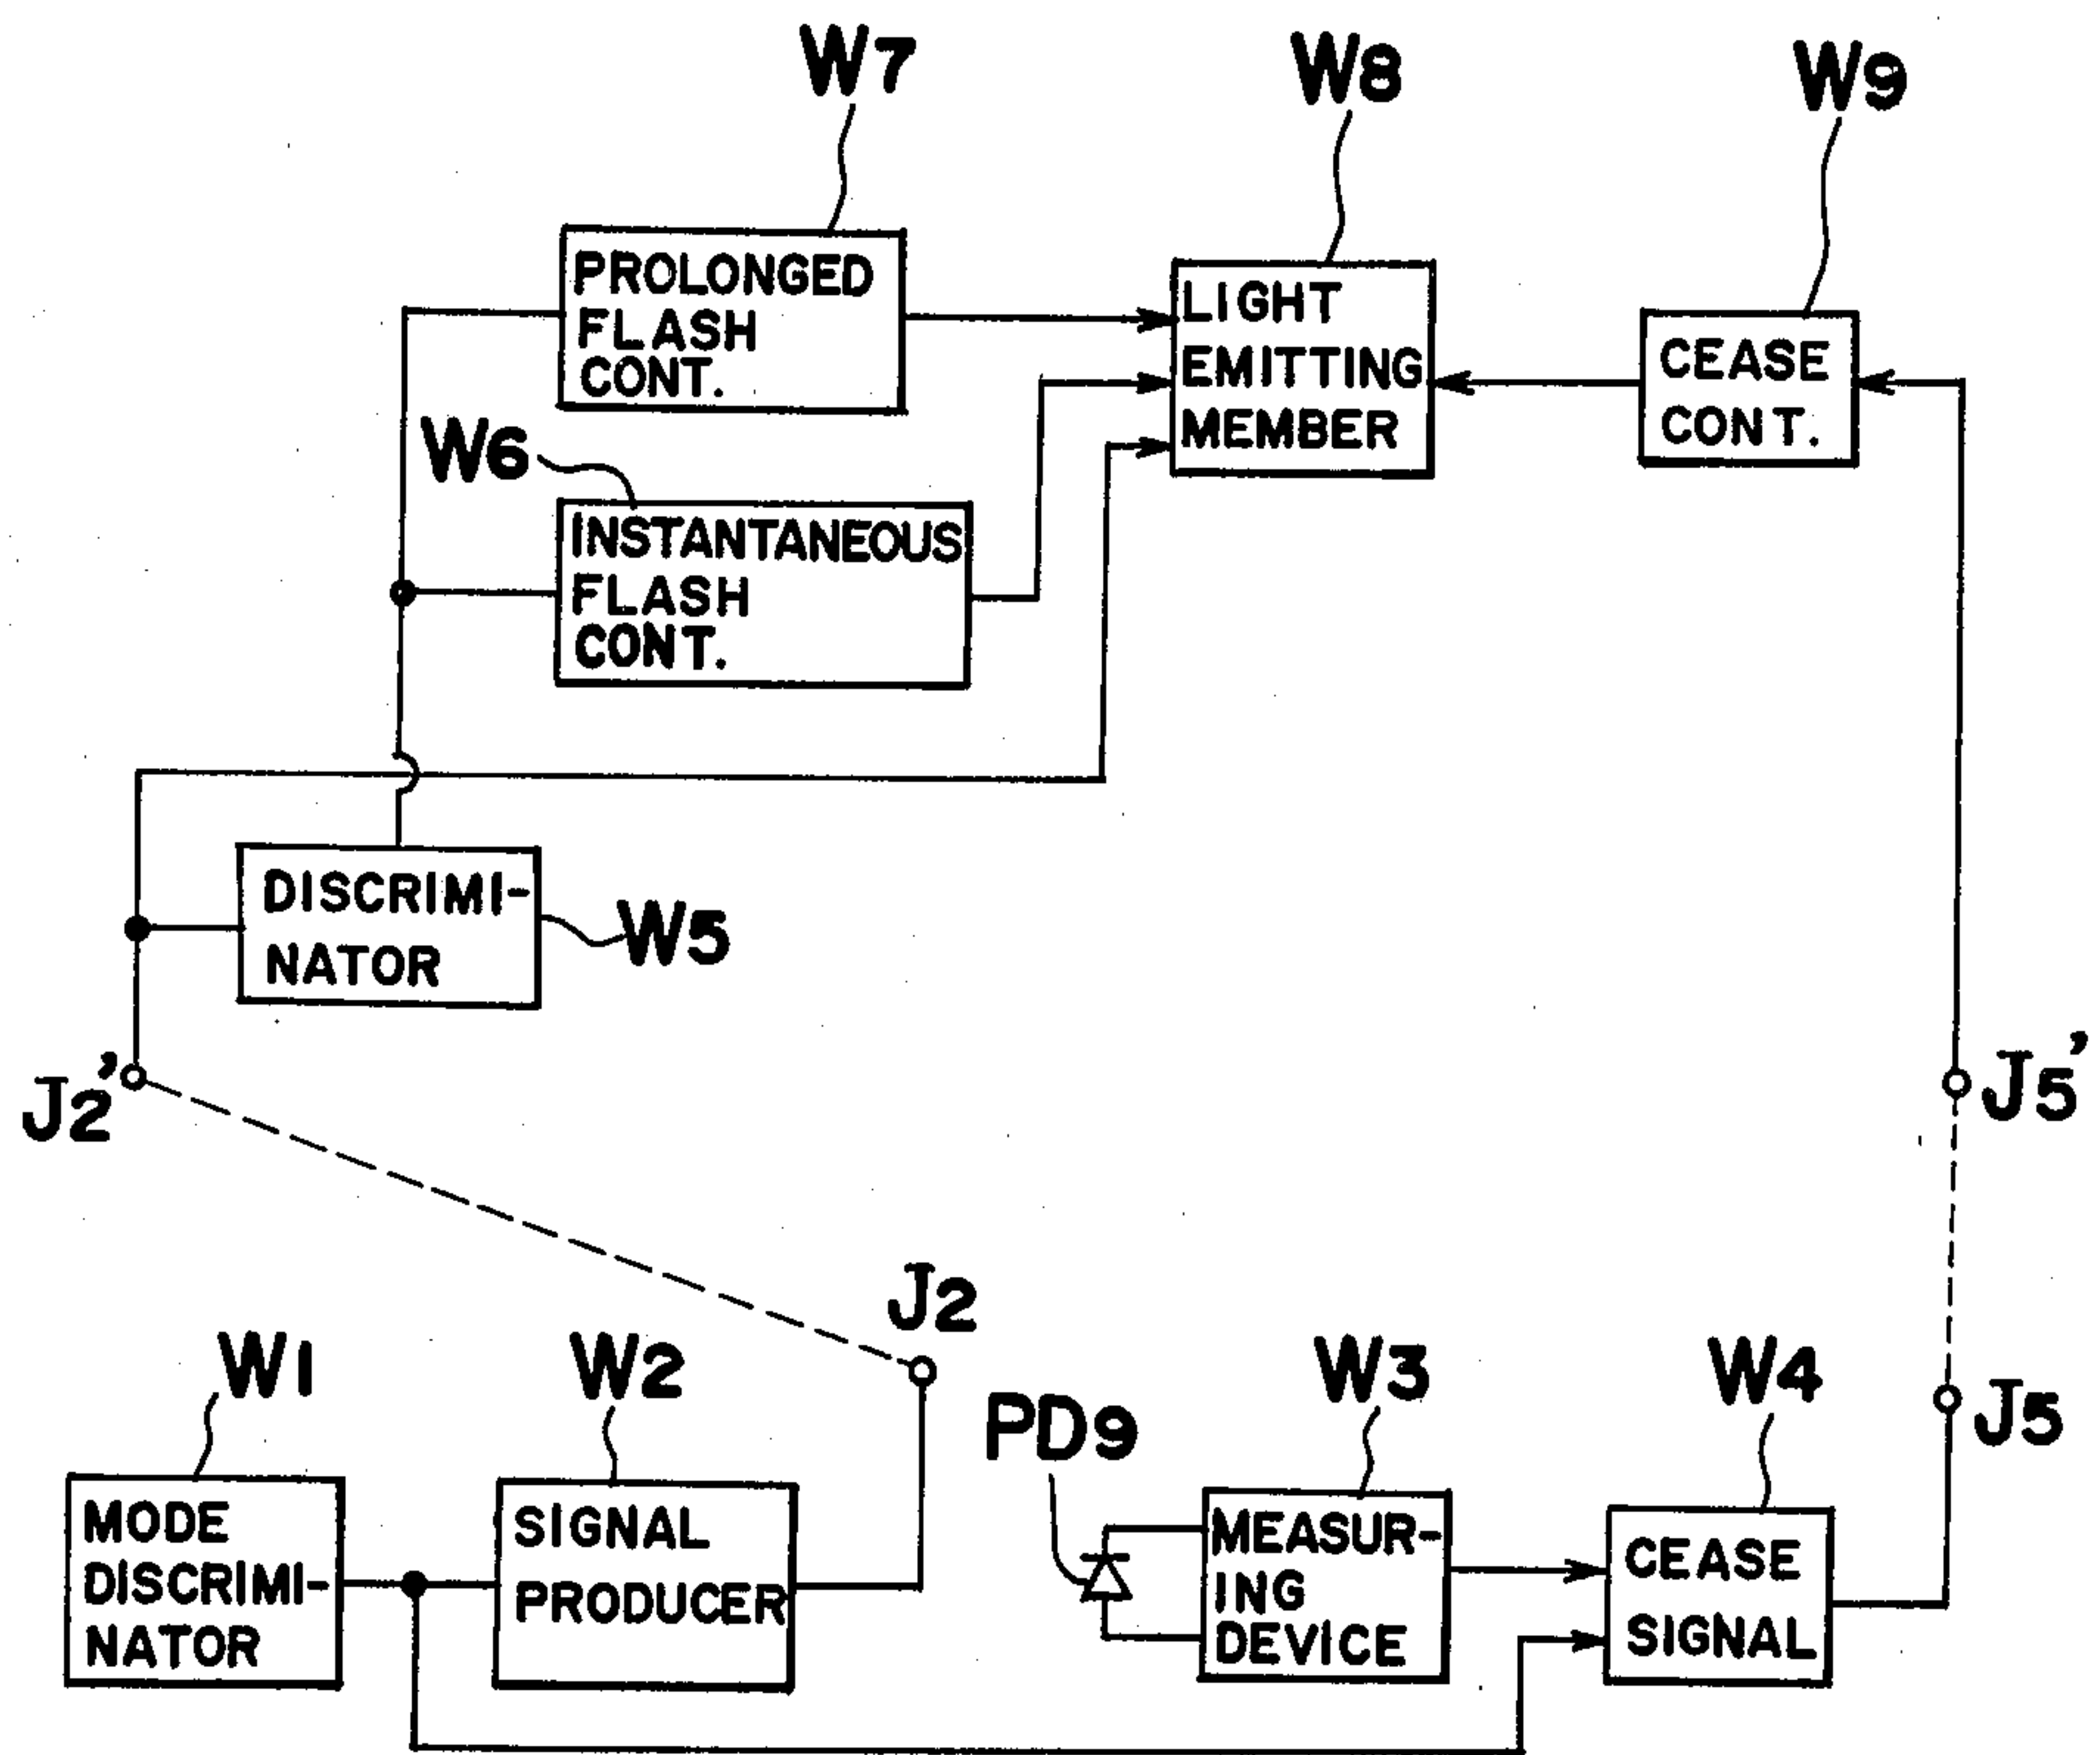 W7
W8
W9
PROLONGED
FLASH
CONT.
LIGHT
EMITTING
MEMBER
CEASE
CONT.
W6
INSTANTANEOUS
FLASH
CONT.
DISCRIMI-
NATOR
W5
J2'
J5'
J2
J5
W1
W2
PD9
W3
W4
MODE
DISCRIMI-
NATOR
SIGNAL
PRODUCER
MEASUR-
ING
DEVICE
CEASE
SIGNAL